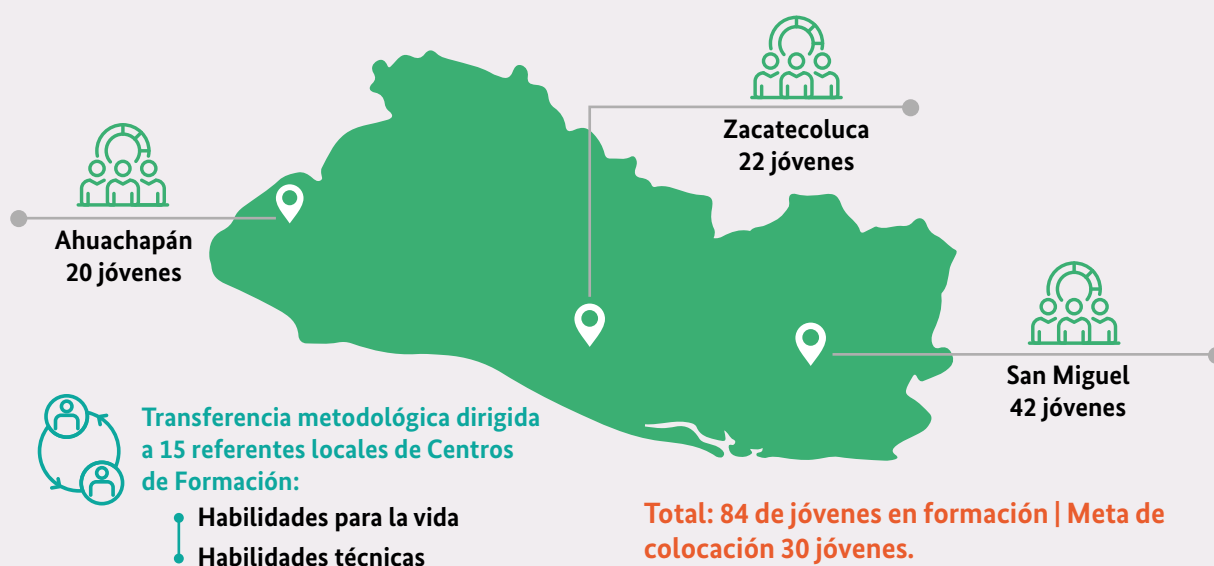 Zacatecoluca
22 jóvenes
Ahuachapán
20 jóvenes
San Miguel
42 jóvenes
Transferencia metodológica dirigida
a 15 referentes locales de Centros
de Formación:
Habilidades para la vida
Habilidades técnicas
Total: 84 de jóvenes en formación | Meta de
colocación 30 jóvenes.